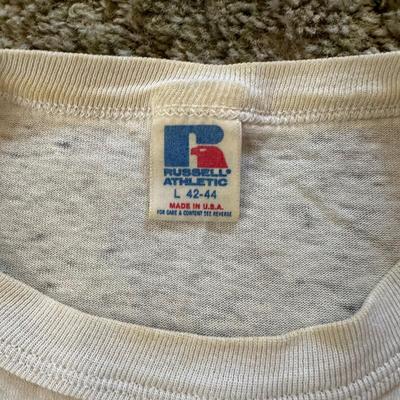 R
RUSSELL®
ATHLETIC
L 42-44
MADE IN U.S.A.
FOR CARE & CONTENT SEE REVERSE